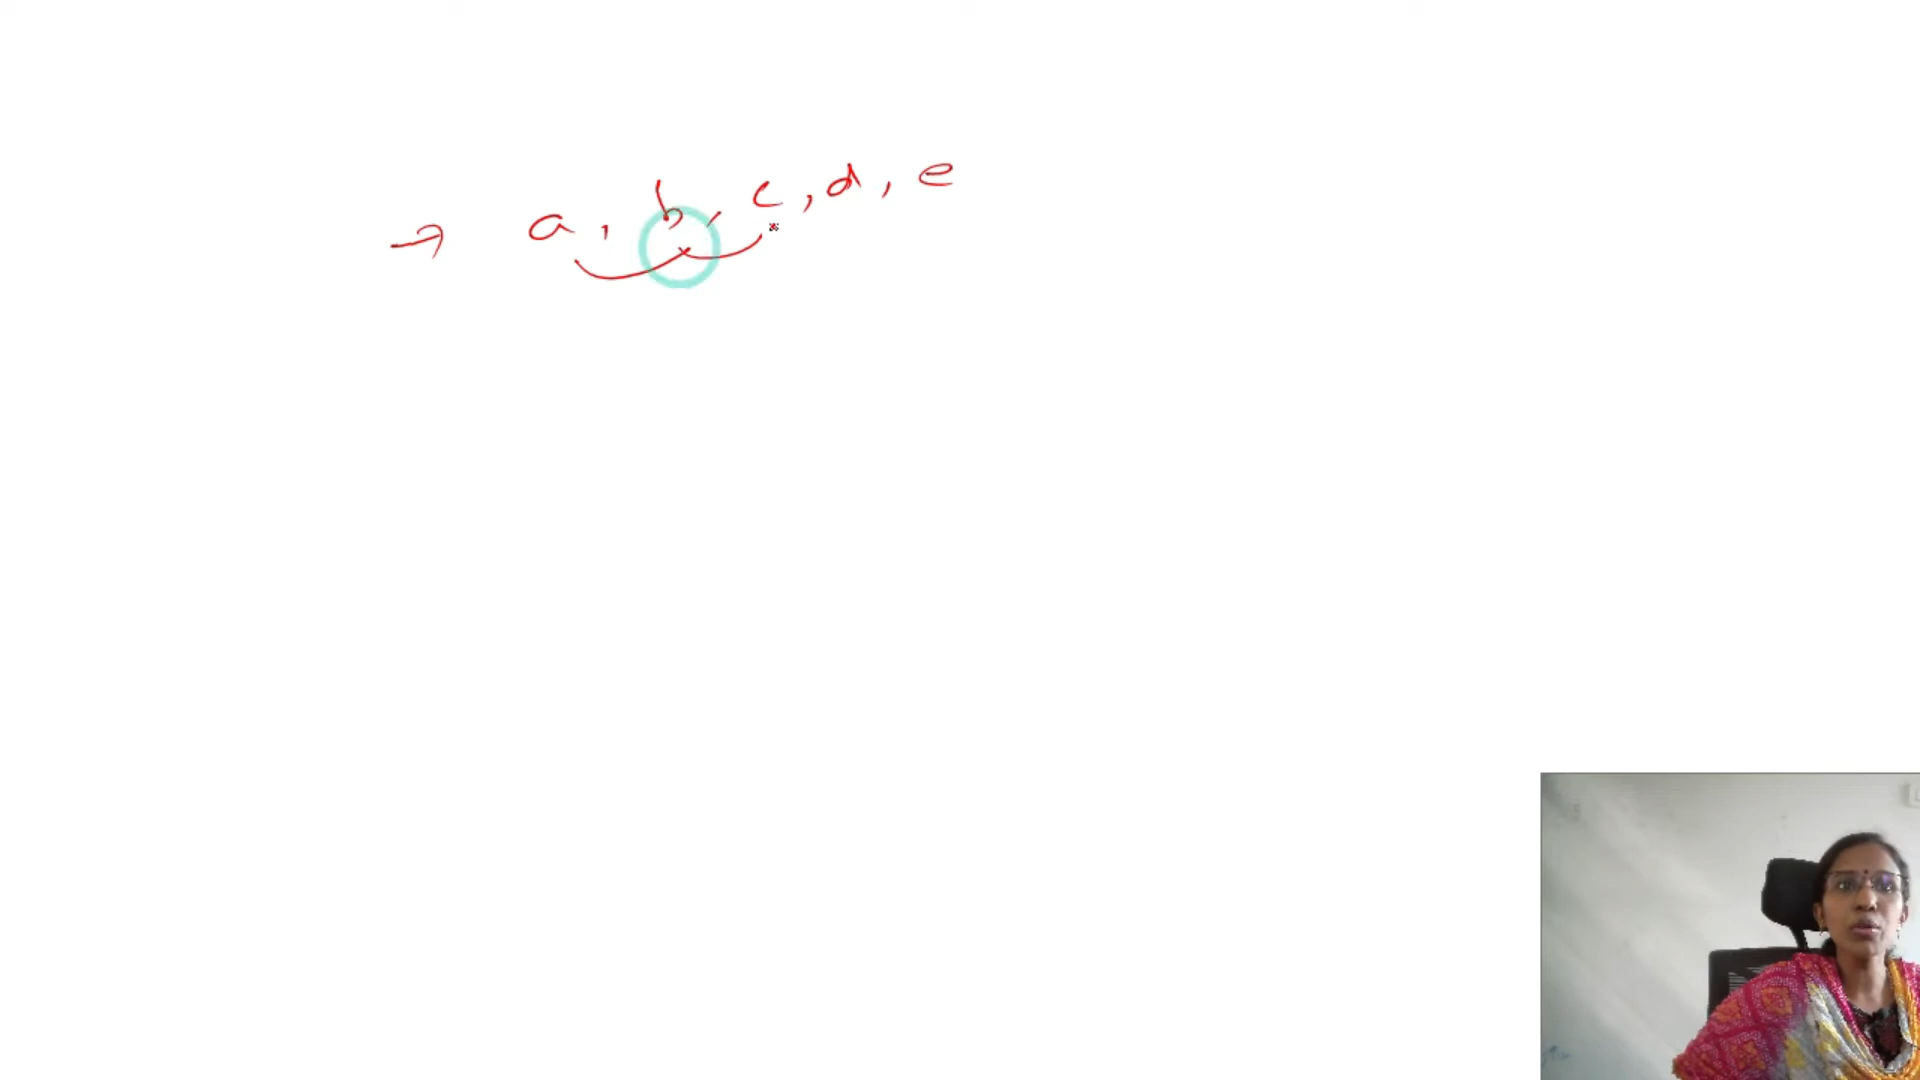 → a, b, c, d, e